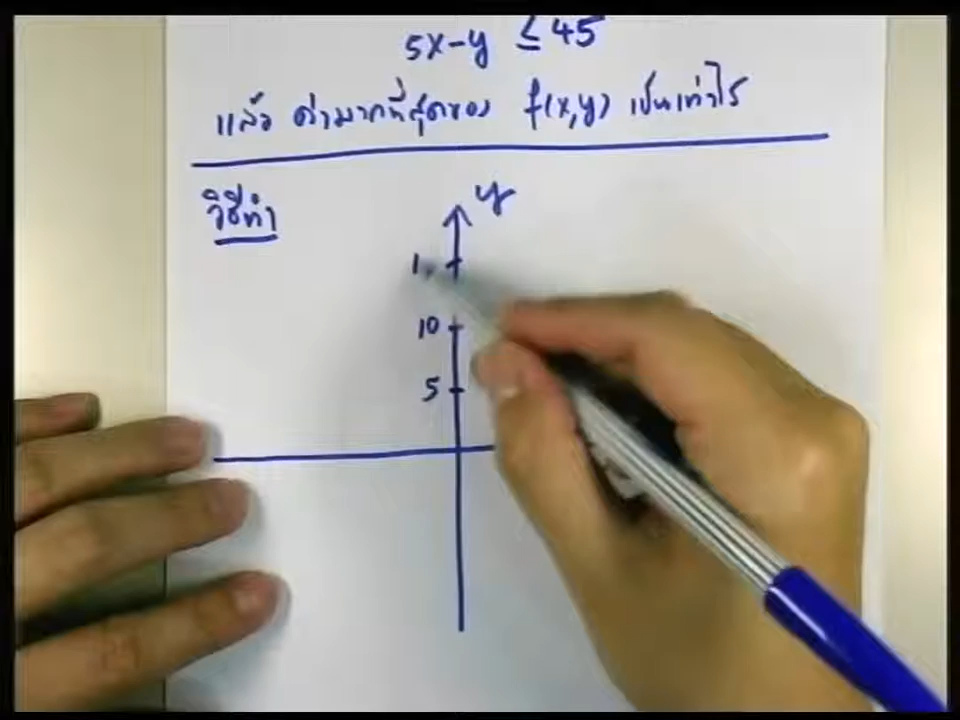 5x-y ≤ 45
แล้ว ค่ามากที่สุดของ f(x,y) เป็นเท่าไร
วิธีทำ
y
1
10
5